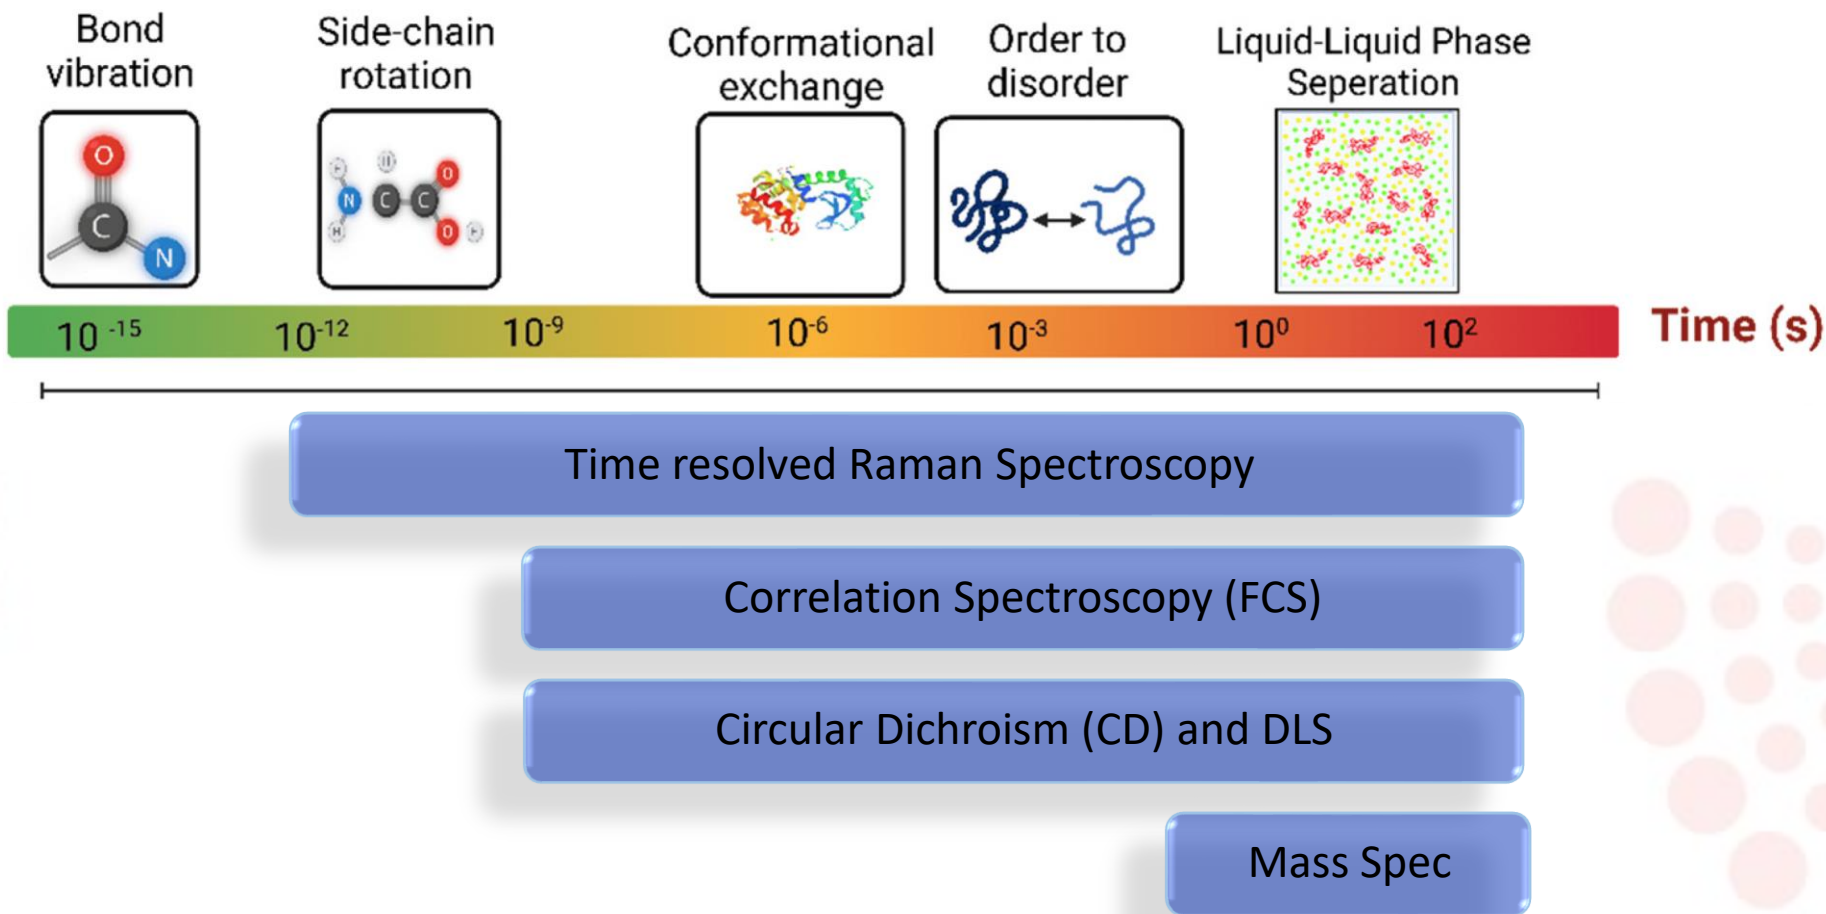 Bond
vibration
Side-chain
rotation
Conformational
exchange
Order to
disorder
Liquid-Liquid Phase
Seperation
O
C
N
H
H
N
C
C
O
O
H
H
10 -15
10-12
10-9
10-6
10-3
100
102
Time (s)
Time resolved Raman Spectroscopy
Correlation Spectroscopy (FCS)
Circular Dichroism (CD) and DLS
Mass Spec